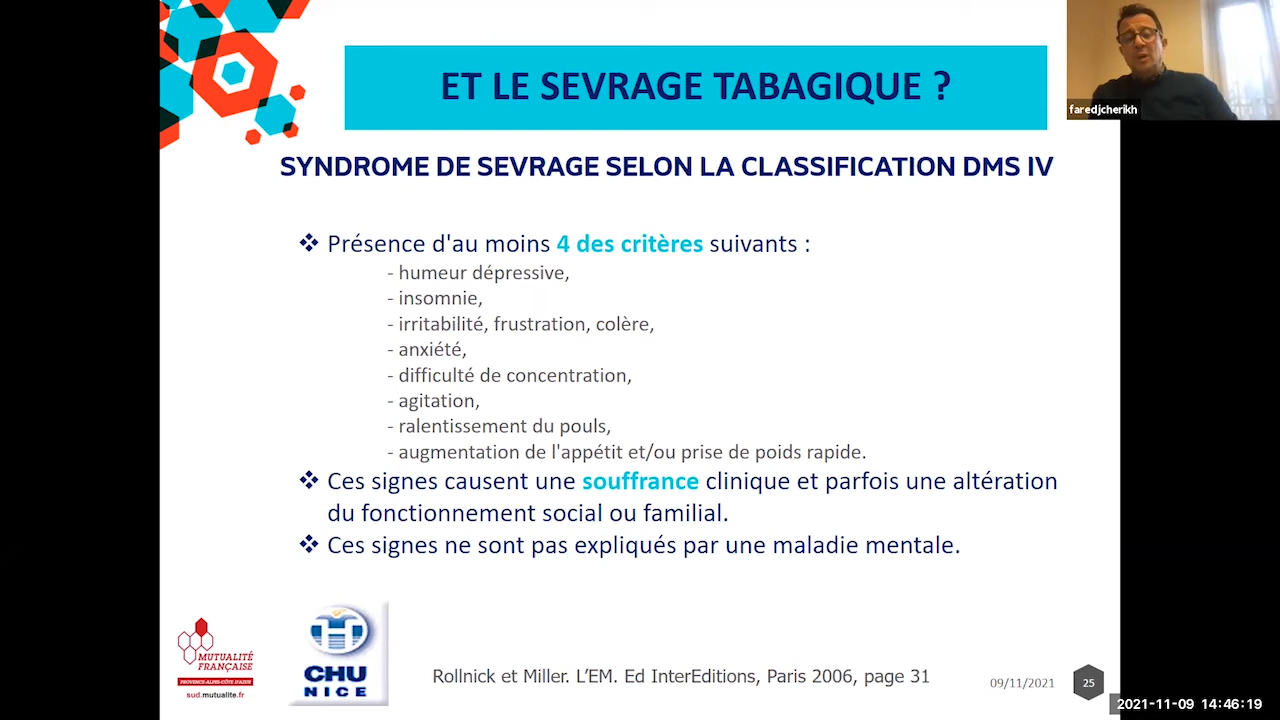 ET LE SEVRAGE TABAGIQUE ?
faredjcherikh
SYNDROME DE SEVRAGE SELON LA CLASSIFICATION DMS IV
❖ Présence d'au moins 4 des critères suivants :
- humeur dépressive,
- insomnie,
- irritabilité, frustration, colère,
- anxiété,
- difficulté de concentration,
- agitation,
- ralentissement du pouls,
- augmentation de l'appétit et/ou prise de poids rapide.
❖ Ces signes causent une souffrance clinique et parfois une altération
du fonctionnement social ou familial.
❖ Ces signes ne sont pas expliqués par une maladie mentale.
MUTUALITÉ
FRANÇAISE
PROVENCE-ALPES-CÔTE D'AZUR
sud.mutualite.fr
CHU
NICE
Rollnick et Miller. L'EM. Ed InterEditions, Paris 2006, page 31
09/11/2021
25
2021-11-09 14:46:19